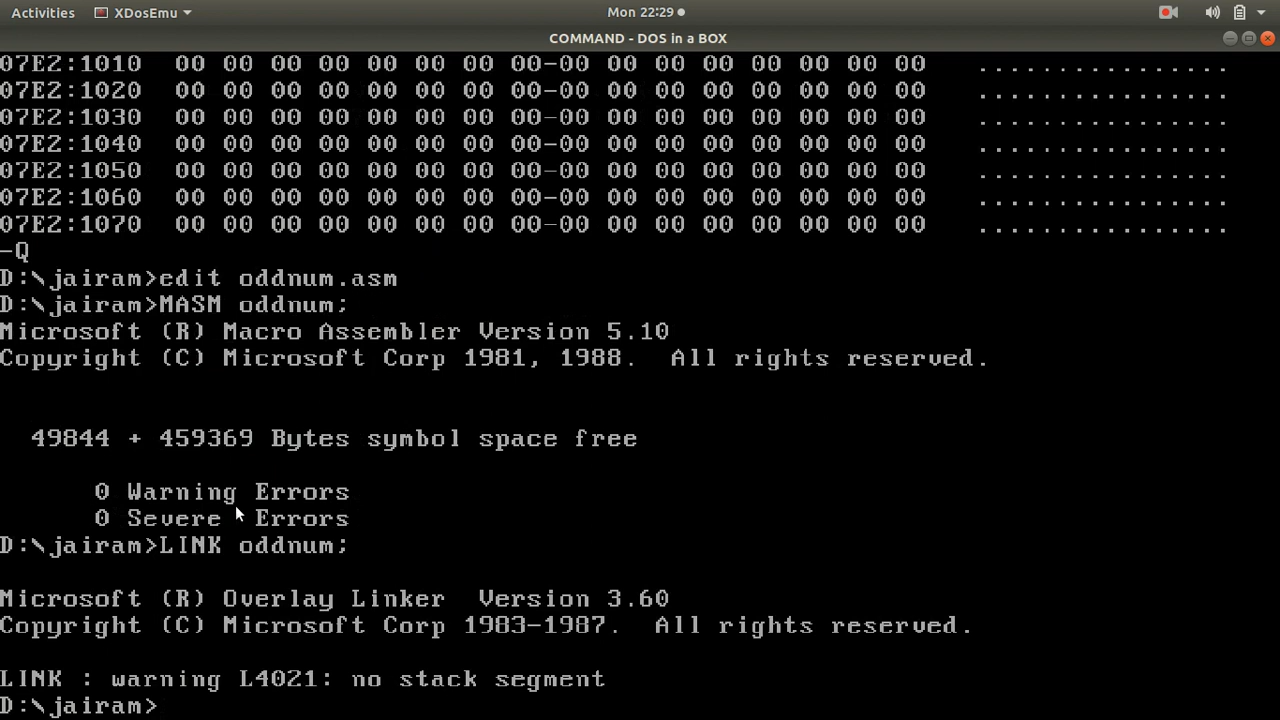 Activities XDosEmu Mon 22:29
COMMAND - DOS in a BOX
07E2:1010 00 00 00 00 00 00 00 00-00 00 00 00 00 00 00 00 ................
07E2:1020 00 00 00 00 00 00 00 00-00 00 00 00 00 00 00 00 ................
07E2:1030 00 00 00 00 00 00 00 00-00 00 00 00 00 00 00 00 ................
07E2:1040 00 00 00 00 00 00 00 00-00 00 00 00 00 00 00 00 ................
07E2:1050 00 00 00 00 00 00 00 00-00 00 00 00 00 00 00 00 ................
07E2:1060 00 00 00 00 00 00 00 00-00 00 00 00 00 00 00 00 ................
07E2:1070 00 00 00 00 00 00 00 00-00 00 00 00 00 00 00 00 ................
-Q
D:\jairam>edit oddnum.asm
D:\jairam>MASM oddnum;
Microsoft (R) Macro Assembler Version 5.10
Copyright (C) Microsoft Corp 1981, 1988.  All rights reserved.
49844 + 459369 Bytes symbol space free
0 Warning Errors
0 Severe  Errors
D:\jairam>LINK oddnum;
Microsoft (R) Overlay Linker  Version 3.60
Copyright (C) Microsoft Corp 1983-1987.  All rights reserved.
LINK : warning L4021: no stack segment
D:\jairam>